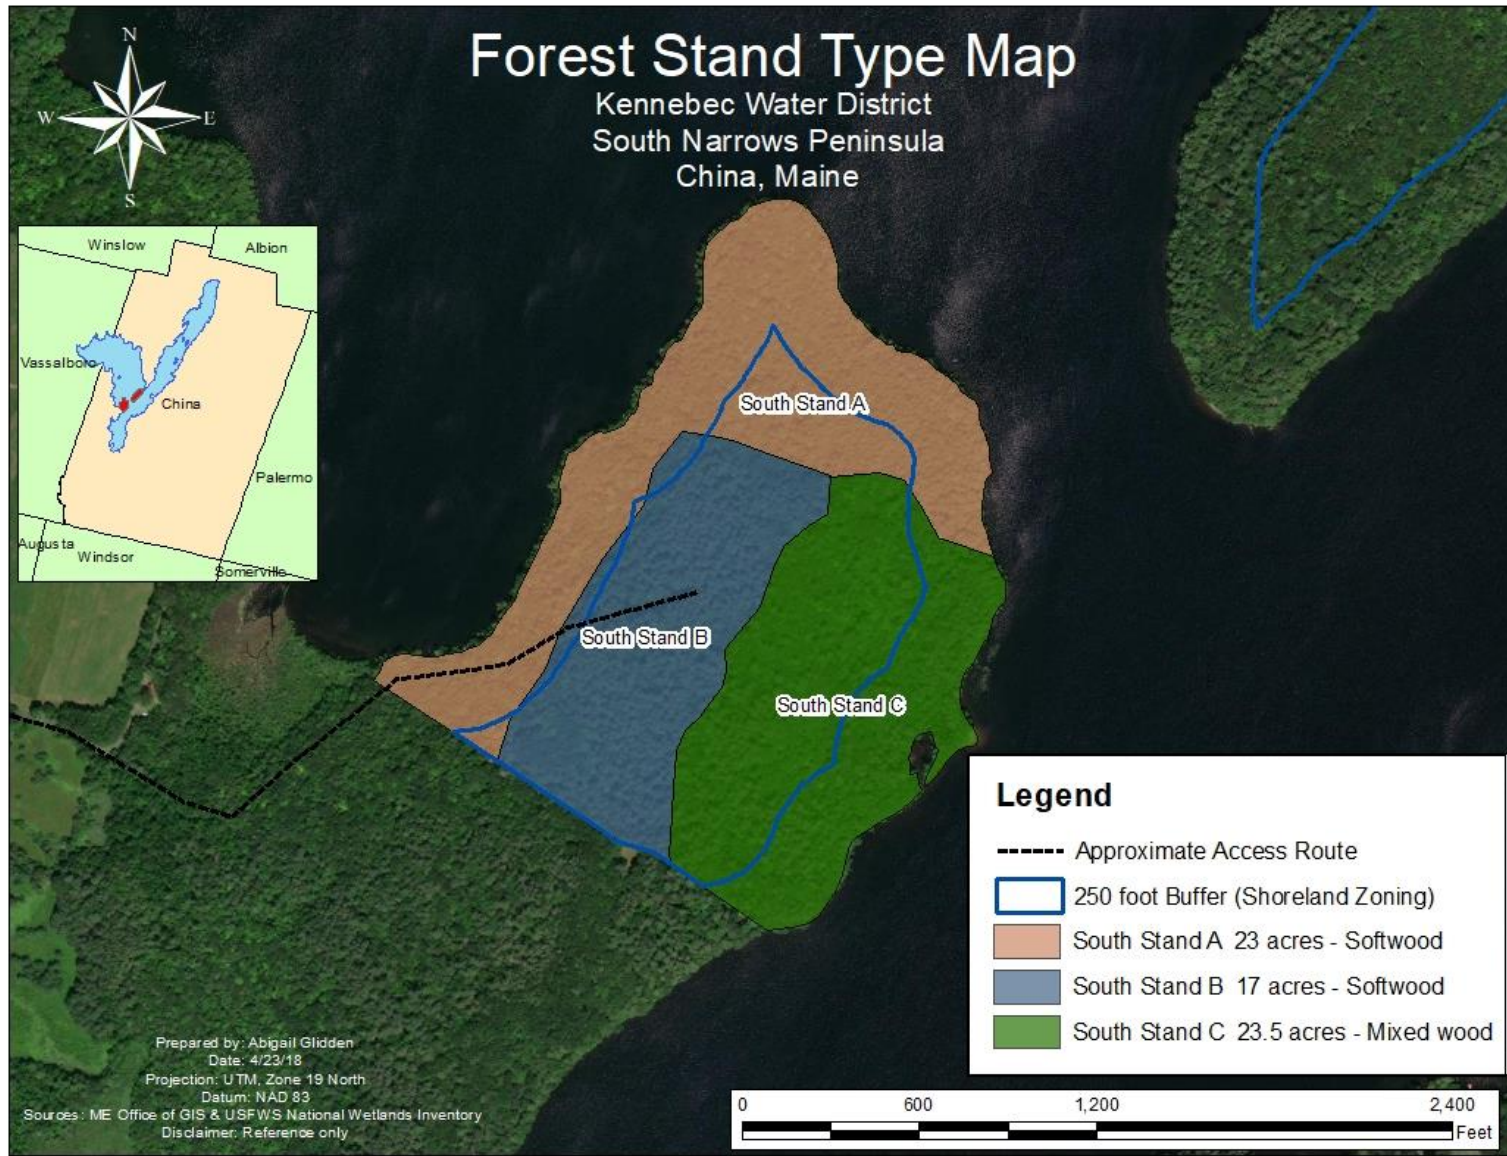 Forest Stand Type Map
Kennebec Water District
South Narrows Peninsula
China, Maine
N
W E
S
Winslow
Albion
Vassalboro
China
Palermo
Augusta
Windsor
Somerville
South Stand A
South Stand B
South Stand C
Legend
Approximate Access Route
250 foot Buffer (Shoreland Zoning)
South Stand A 23 acres - Softwood
South Stand B 17 acres - Softwood
South Stand C 23.5 acres - Mixed wood
Prepared by: Abigail Glidden
Date: 4/23/18
Projection: UTM, Zone 19 North
Datum: NAD 83
Sources: ME Office of GIS & USFWS National Wetlands Inventory
Disclaimer: Reference only
0 600 1,200 2,400
Feet